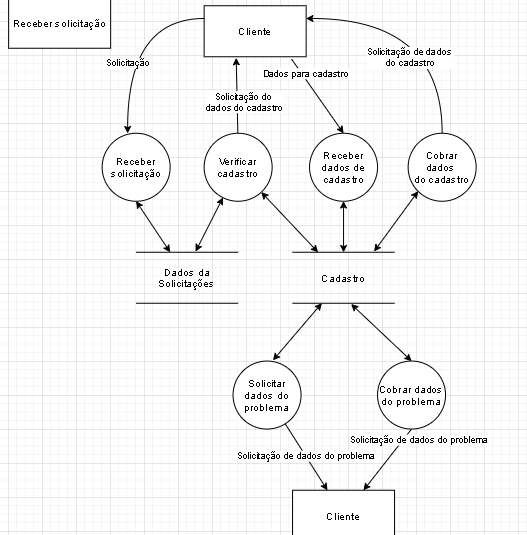 Receber solicitação
Cliente
Solicitação
Dados para cadastro
Solicitação de dados
do cadastro
Solicitação do
dados do cadastro
Receber
solicitação
Verificar
cadastro
Receber
dados de
cadastro
Cobrar
dados
do cadastro
Dados da
Solicitações
Cadastro
Solicitar
dados do
problema
Cobrar dados
do problema
Solicitação de dados do problema
Solicitação de dados do problema
Cliente